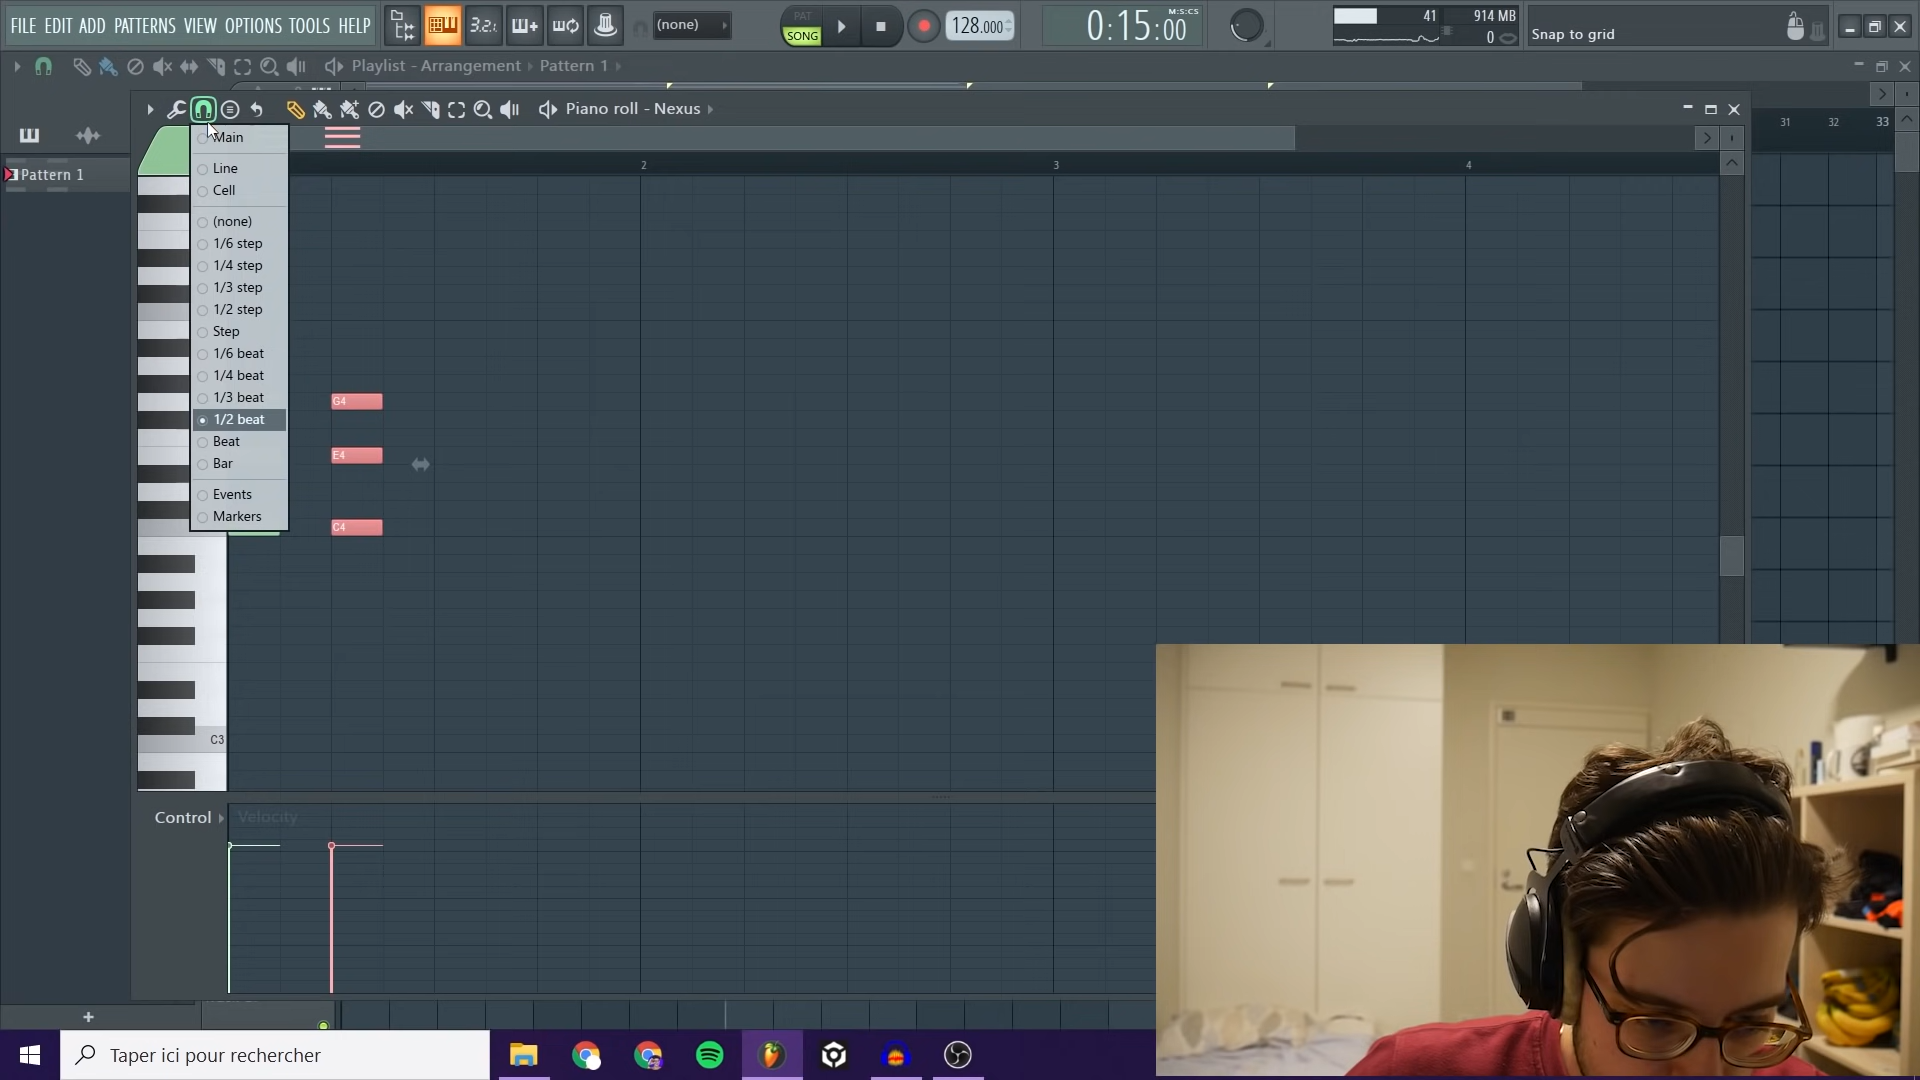 FILE EDIT ADD PATTERNS VIEW OPTIONS TOOLS HELP
3.2.
(none)
PAT
SONG
128.000
0:15:00
M:S:CS
41
914 MB
0
Snap to grid
Playlist - Arrangement
Pattern 1
Piano roll - Nexus
31
32
33
Pattern 1
2
3
4
Main
Line
Cell
(none)
1/6 step
1/4 step
1/3 step
1/2 step
Step
1/6 beat
1/4 beat
1/3 beat
1/2 beat
Beat
Bar
Events
Markers
G4
E4
C4
C3
Control
Velocity
Taper ici pour rechercher